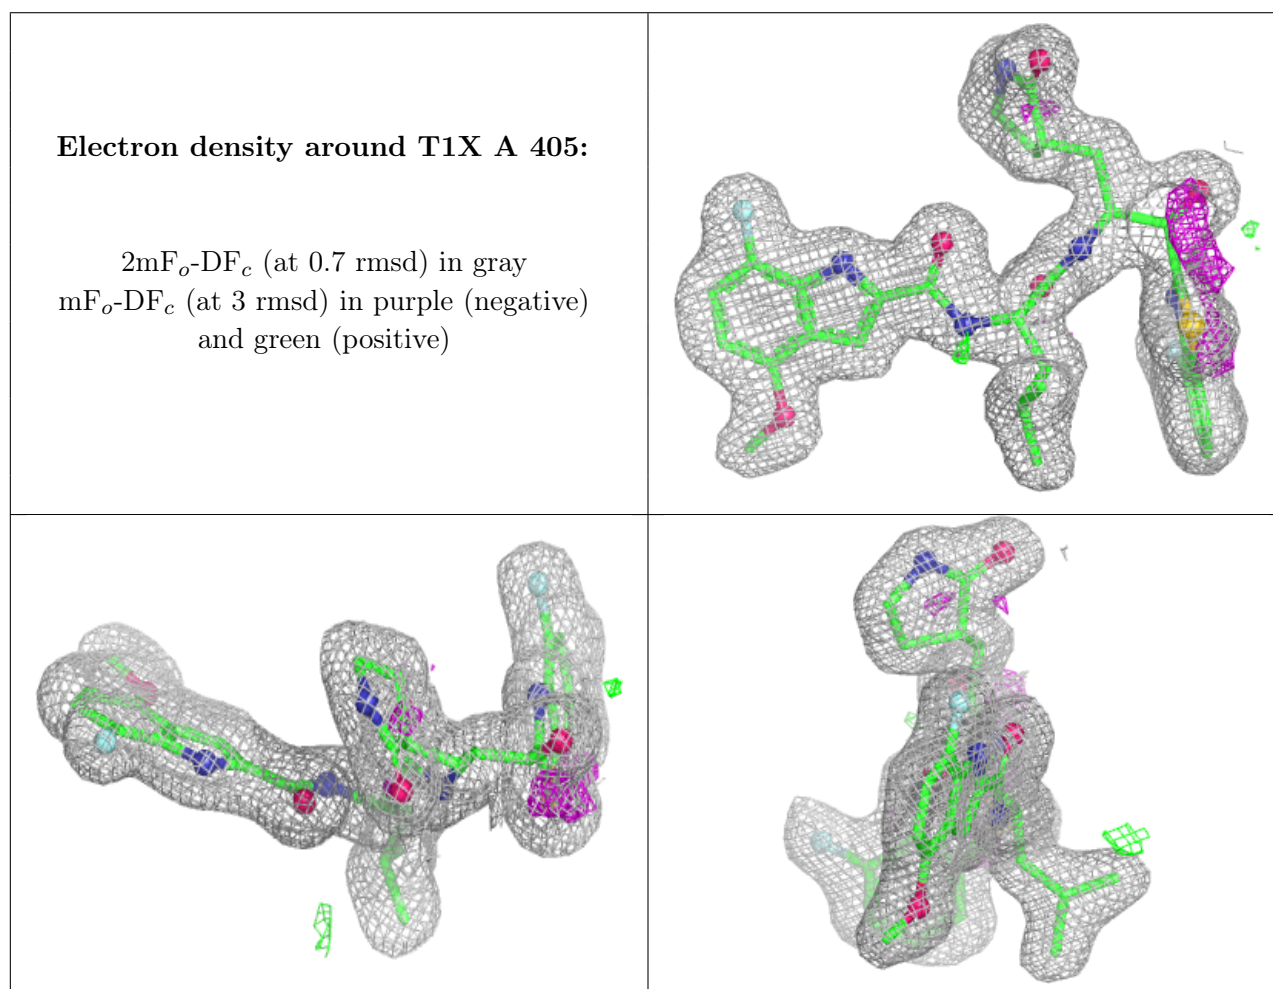 Electron density around T1X A 405:
2mFo-DFc (at 0.7 rmsd) in gray
mFo-DFc (at 3 rmsd) in purple (negative)
and green (positive)